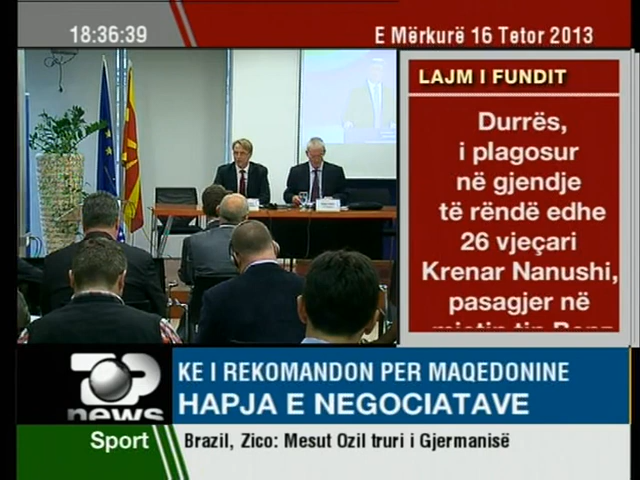 18:36:39
E Mërkurë 16 Tetor 2013
LAJM I FUNDIT
Durrës,
i plagosur
në gjendje
të rëndë edhe
26 vjeçari
Krenar Nanushi,
pasagjer në
TOP
news
KE I REKOMANDON PER MAQEDONINE
HAPJA E NEGOCIATAVE
Sport
Brazil, Zico: Mesut Ozil truri i Gjermanisë